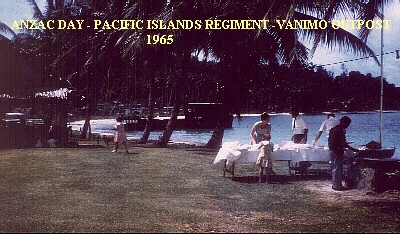 ANZAC DAY - PACIFIC ISLANDS REGIMENT -VANIMO OUTPOST
1965